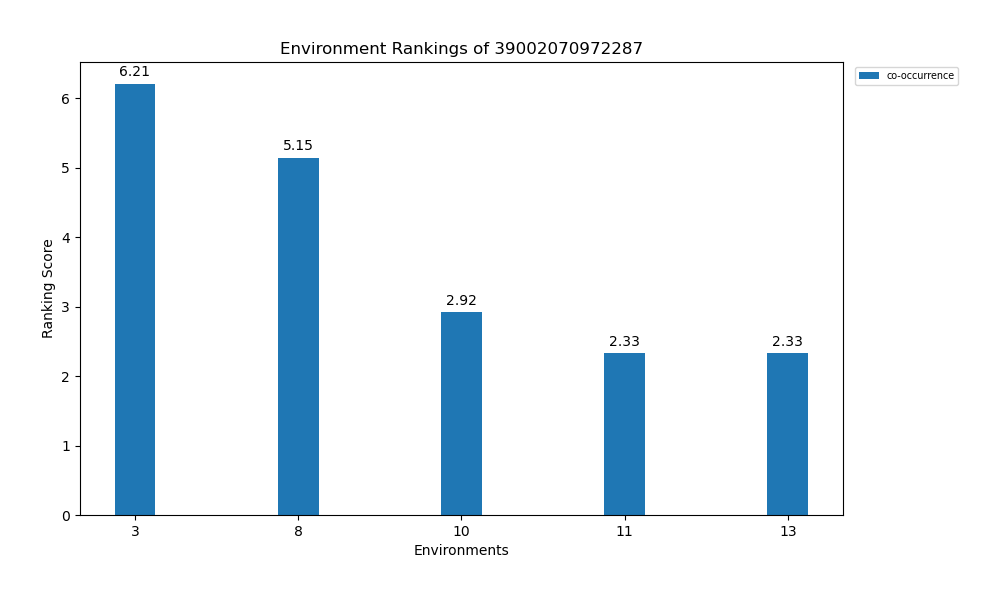 Environment Rankings of 39002070972287
co-occurrence
6.21
5.15
2.92
2.33
2.33
Ranking Score
6
5
4
3
2
1
0
3 8 10 11 13
Environments